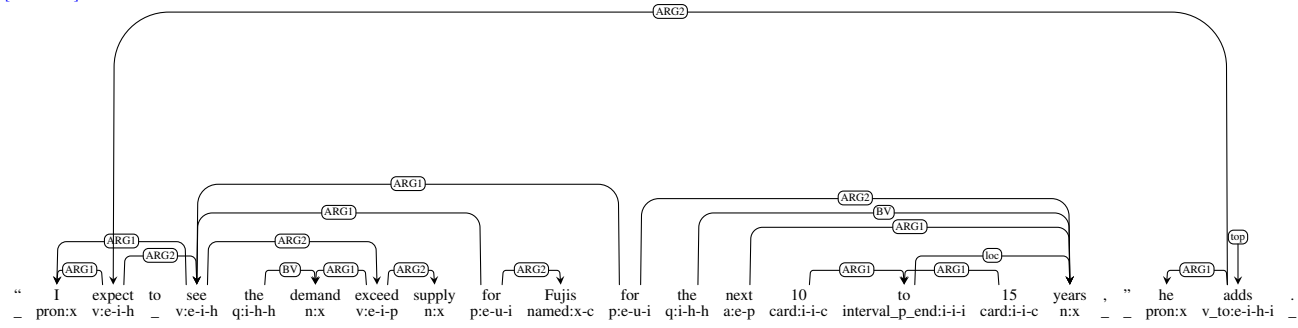 ARG2
ARG1
ARG2
ARG1
BV
ARG1
ARG1 ARG2 top
ARG1 ARG2 loc
ARG1 BV ARG1 ARG2 ARG2 ARG1 ARG1 ARG1
“ I expect to see the demand exceed supply for Fujis for the next 10 to 15 years , ” he adds .
_ pron:x v:e-i-h _ v:e-i-h q:i-h-h n:x v:e-i-p n:x p:e-u-i named:x-c p:e-u-i q:i-h-h a:e-p card:i-i-c interval_p_end:i-i-i card:i-i-c n:x _ _ pron:x v_to:e-i-h-i _